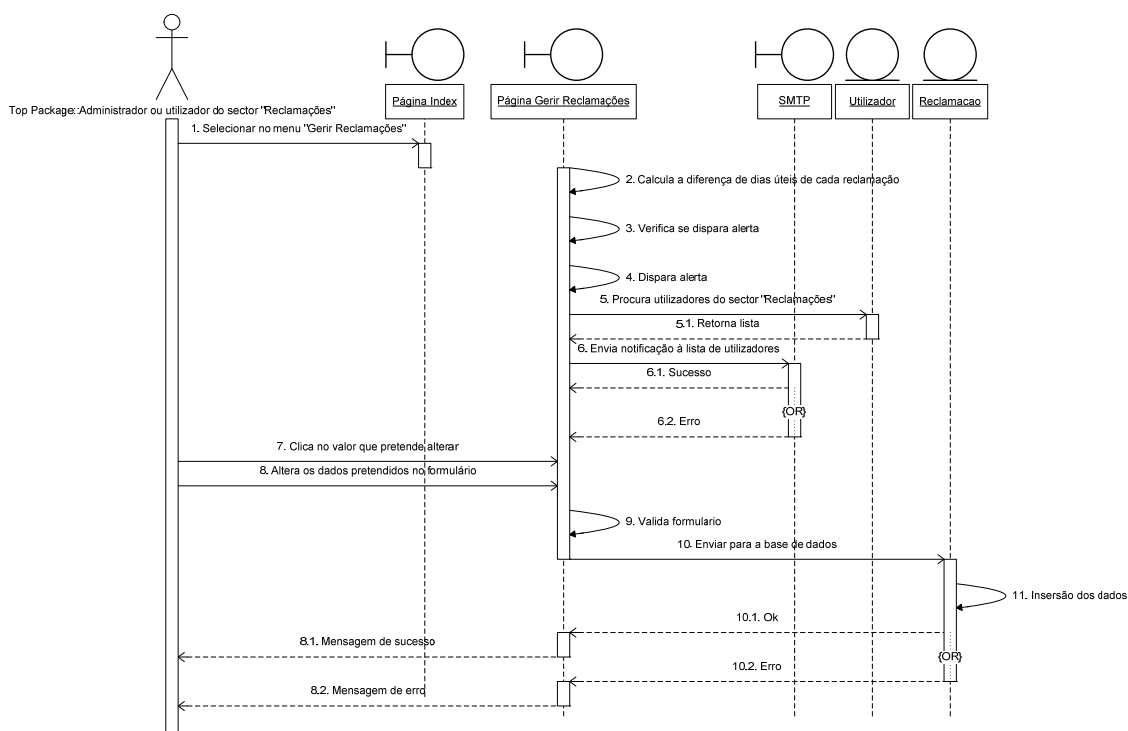 Página Index
Página Gerir Reclamações
SMTP
Utilizador
Reclamacao
Top Package::Administrador ou utilizador do sector "Reclamações"
1. Selecionar no menu "Gerir Reclamações"
2. Calcula a diferença de dias úteis de cada reclamação
3. Verifica se dispara alerta
4. Dispara alerta
5. Procura utilizadores do sector "Reclamações"
5.1. Retorna lista
6. Envia notificação à lista de utilizadores
6.1. Sucesso
{OR}
6.2. Erro
7. Clica no valor que pretende alterar
8. Altera os dados pretendidos no formulário
9. Valida formulario
10. Enviar para a base de dados
11. Insersão dos dados
10.1. Ok
8.1. Mensagem de sucesso
{OR}
10.2. Erro
8.2. Mensagem de erro